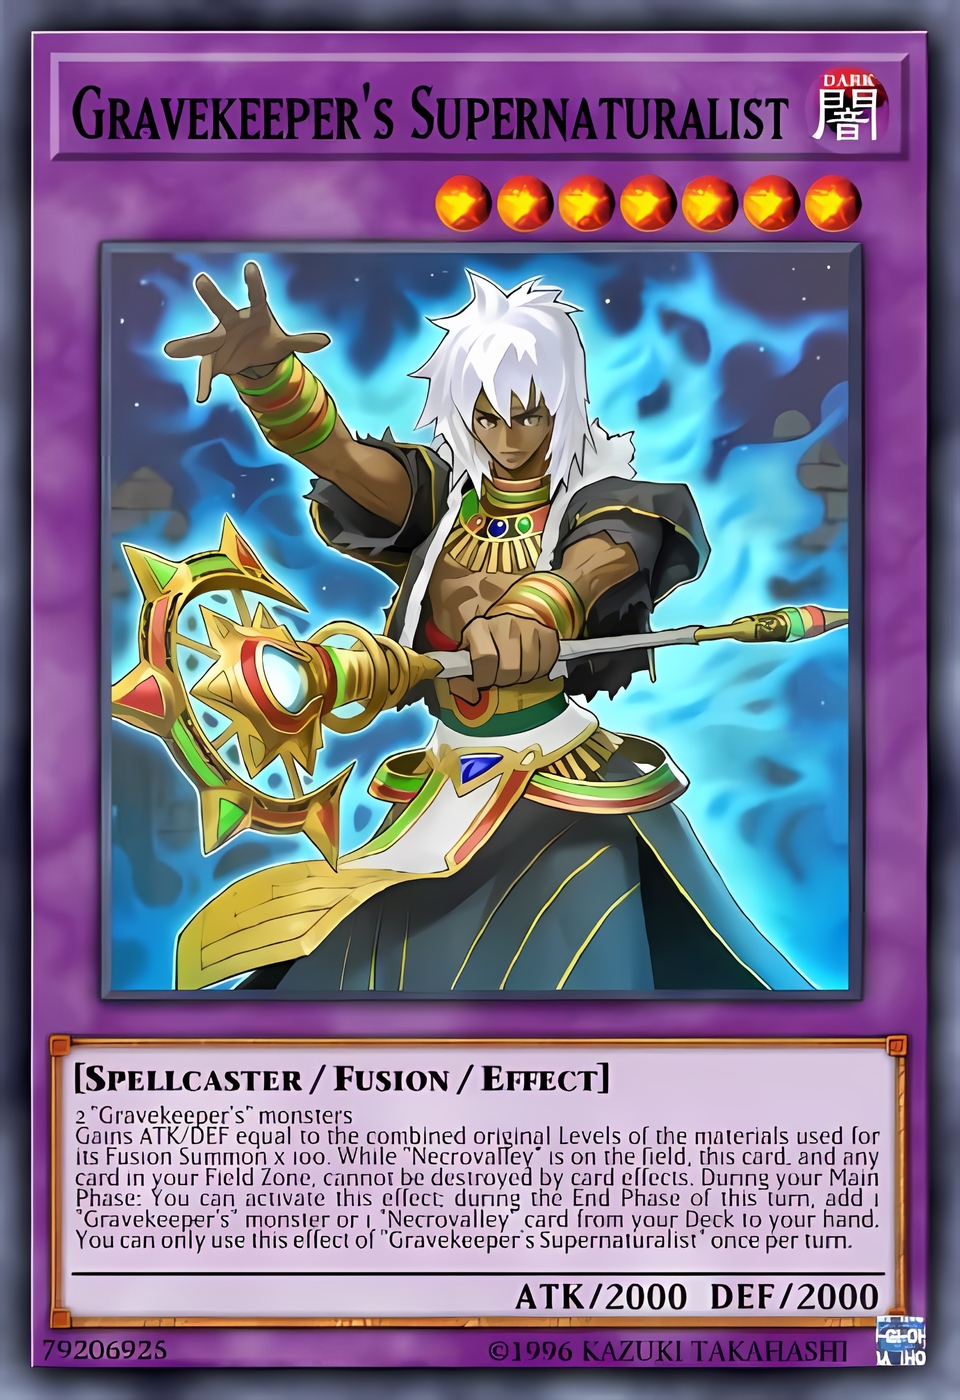 GRAVEKEEPER'S SUPERNATURALIST
DARK
闇
[SPELLCASTER / FUSION / EFFECT]
2 "Gravekeeper's" monsters
Gains ATK/DEF equal to the combined original Levels of the materials used for
its Fusion Summon x 100. While "Necrovalley" is on the field, this card, and any
card in your Field Zone, cannot be destroyed by card effects. During your Main
Phase: You can activate this effect; during the End Phase of this turn, add 1
"Gravekeeper's" monster or 1 "Necrovalley" card from your Deck to your hand.
You can only use this effect of "Gravekeeper's Supernaturalist" once per turn.
ATK/2000 DEF/2000
79206925
©1996 KAZUKI TAKAHASHI